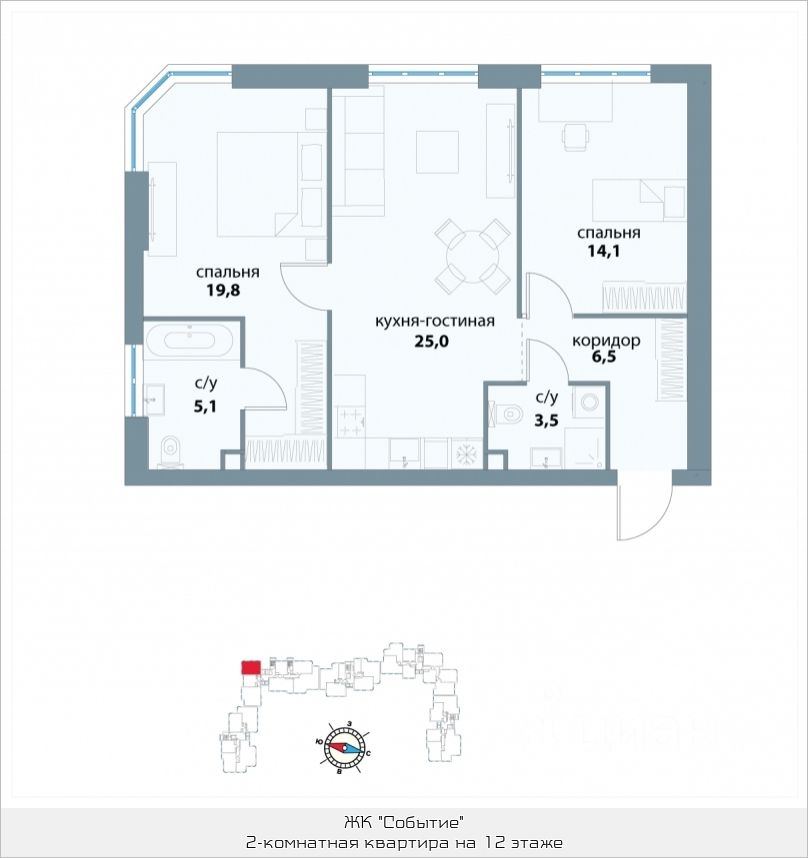 спальня
14,1
спальня
19,8
кухня-гостиная
25,0
коридор
6,5
с/у
5,1
с/у
3,5
З
Ю
С
В
ЖК "Событие"
2-комнатная квартира на 12 этаже